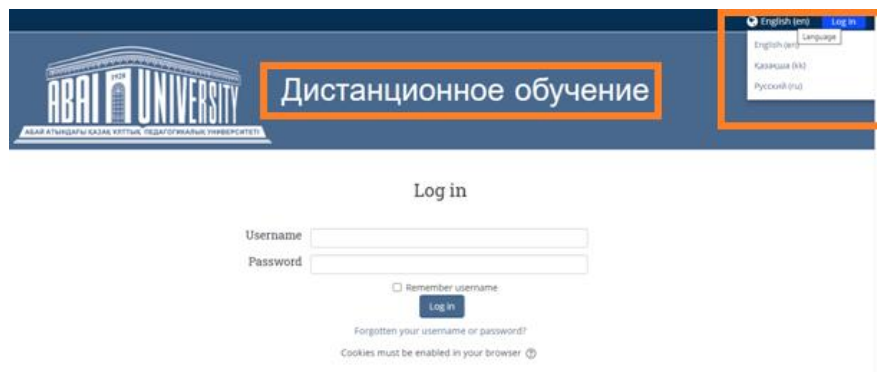 English (en) Log in
Language
English (en)
Қазақша (kk)
Русский (ru)
1928
ABAI UNIVERSITY
АБАЙ АТЫНДАҒЫ ҚАЗАҚ ҰЛТТЫҚ ПЕДАГОГИКАЛЫҚ УНИВЕРСИТЕТІ
Дистанционное обучение
Log in
Username
Password
Remember username
Log in
Forgotten your username or password?
Cookies must be enabled in your browser